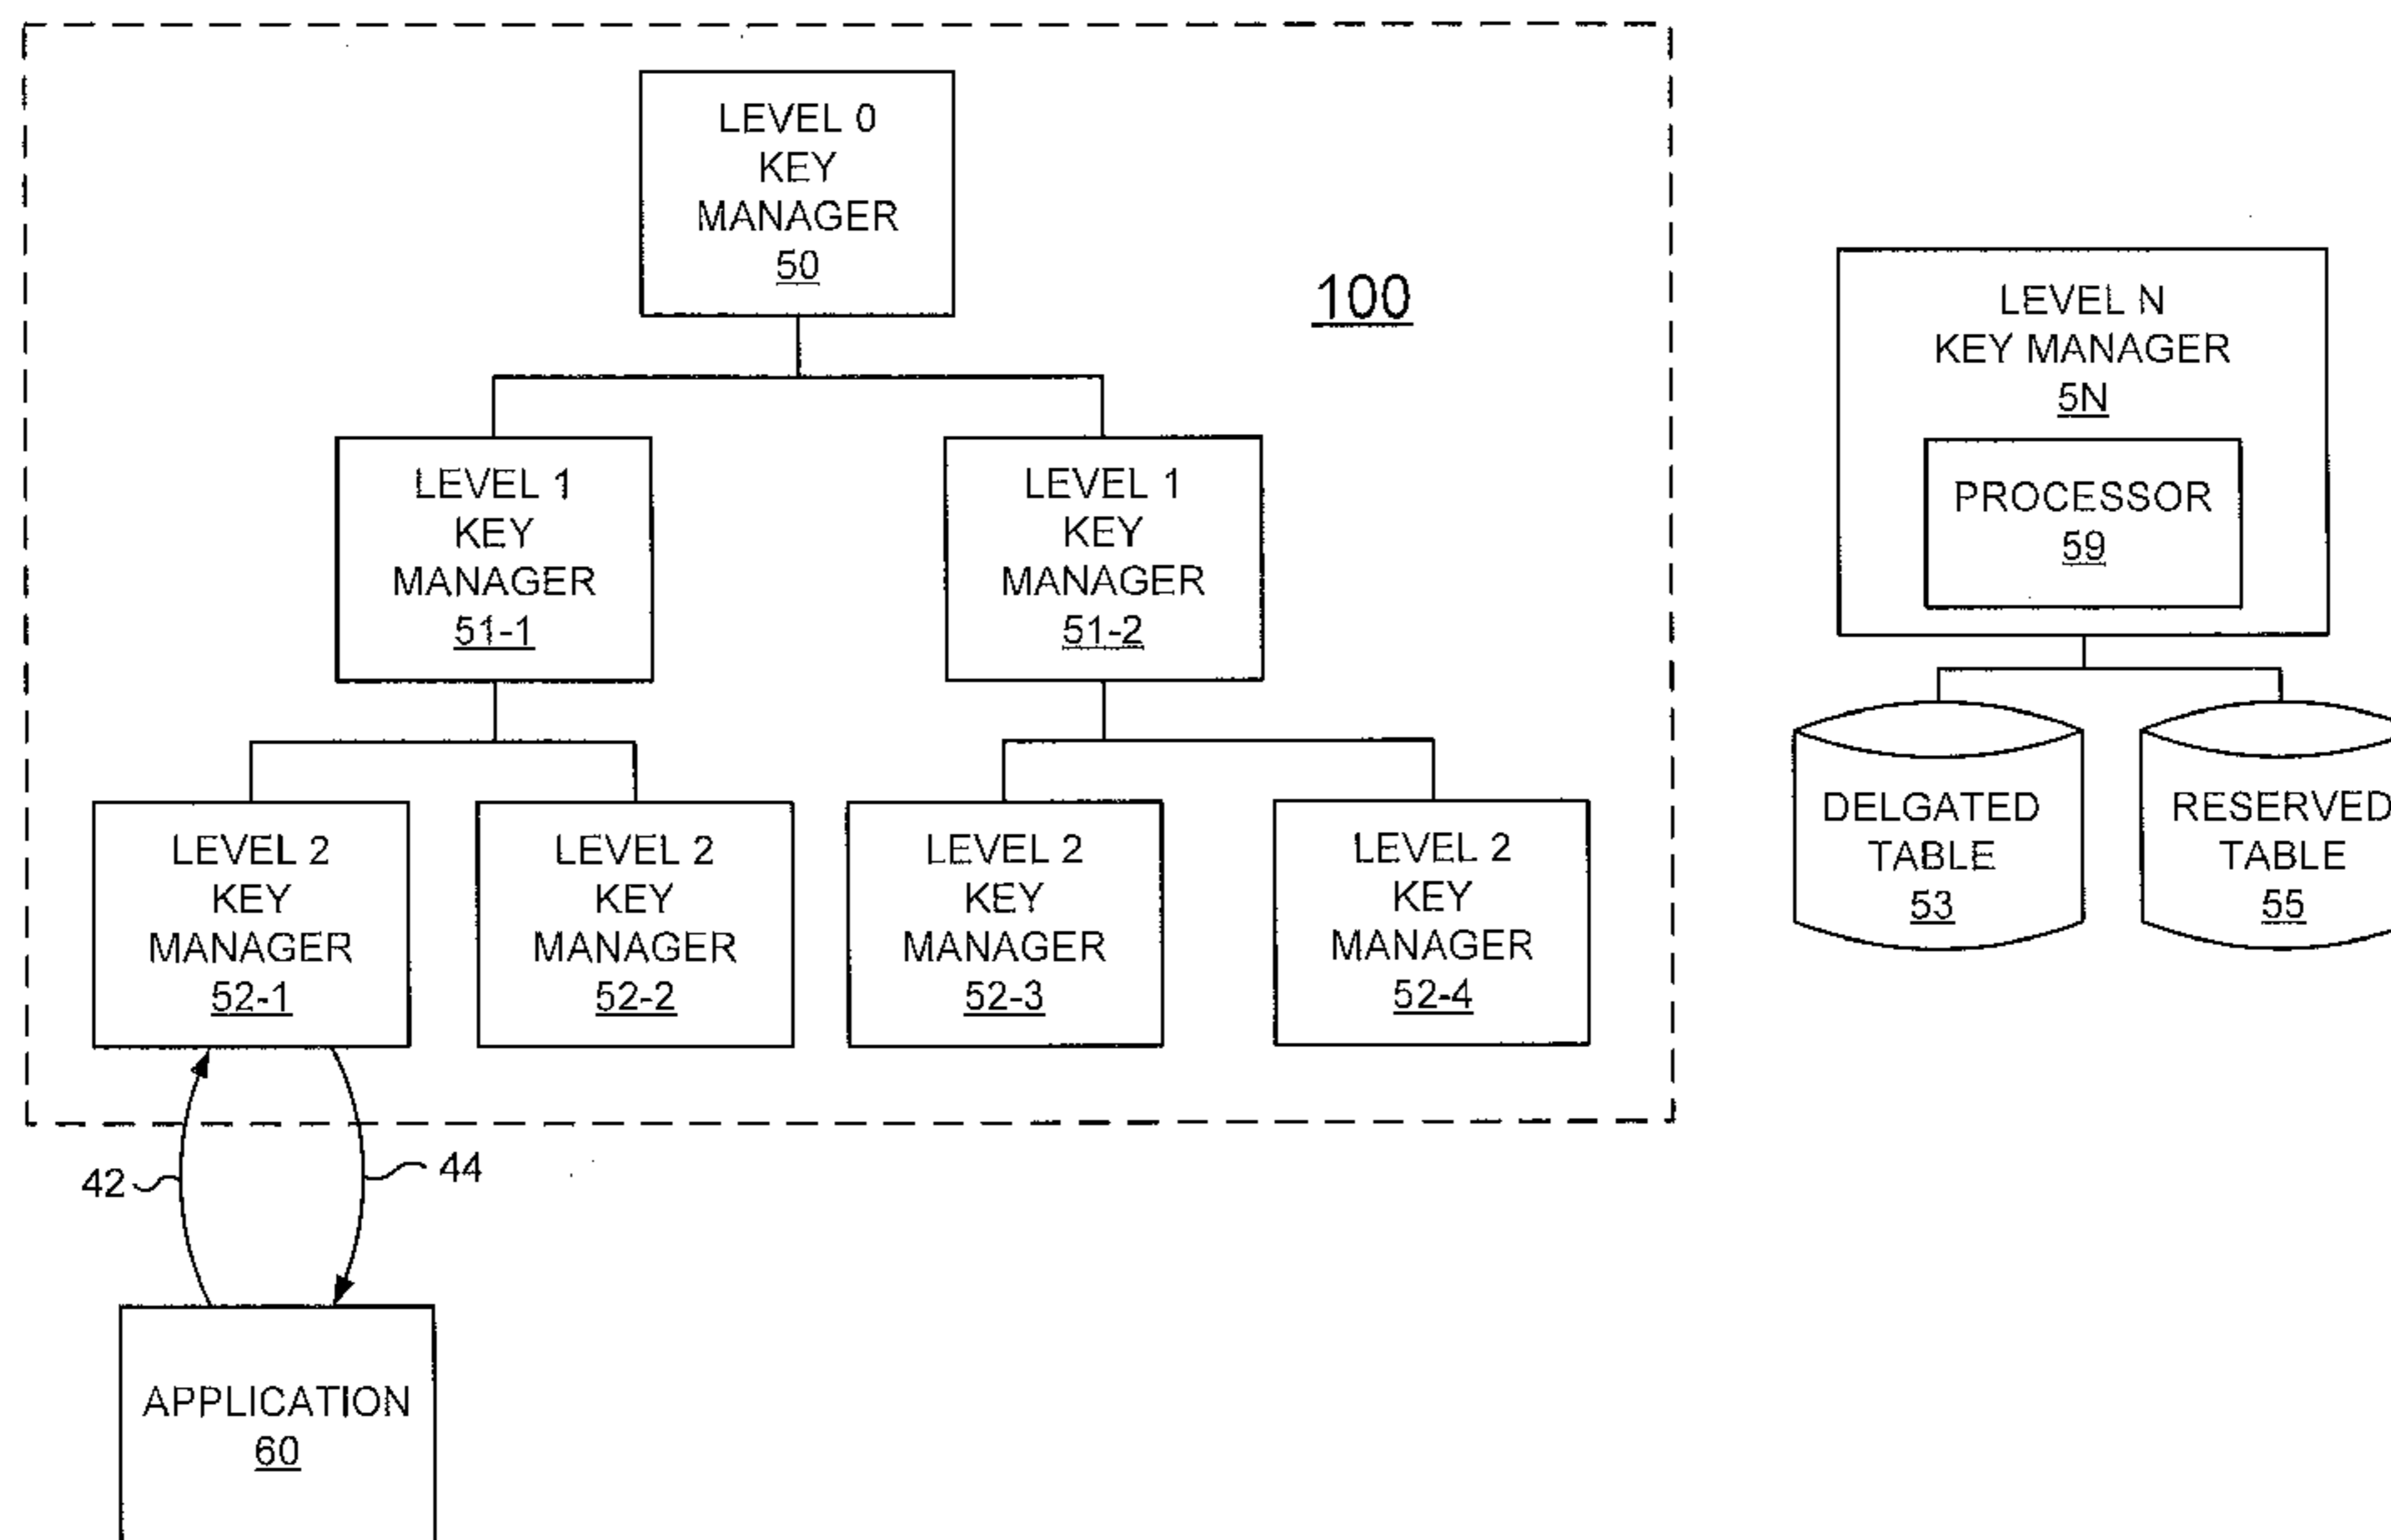 LEVEL 0
KEY
MANAGER
50
100
LEVEL 1
KEY
MANAGER
51-1
LEVEL 1
KEY
MANAGER
51-2
LEVEL 2
KEY
MANAGER
52-1
LEVEL 2
KEY
MANAGER
52-2
LEVEL 2
KEY
MANAGER
52-3
LEVEL 2
KEY
MANAGER
52-4
42
44
APPLICATION
60
LEVEL N
KEY MANAGER
5N
PROCESSOR
59
DELGATED
TABLE
53
RESERVED
TABLE
55